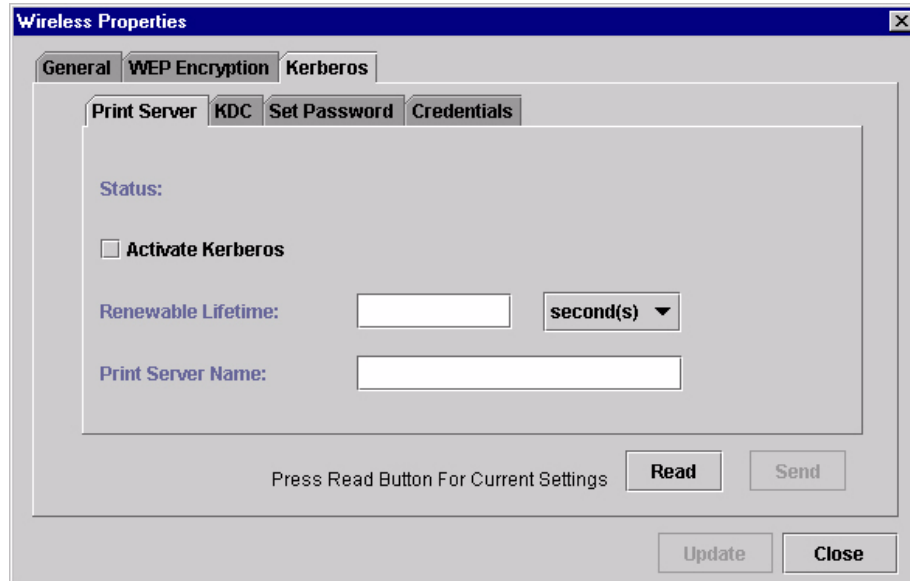 Wireless Properties
General WEP Encryption Kerberos
Print Server KDC Set Password Credentials
Status:
Activate Kerberos
Renewable Lifetime: second(s)
Print Server Name:
Press Read Button For Current Settings Read Send
Update Close